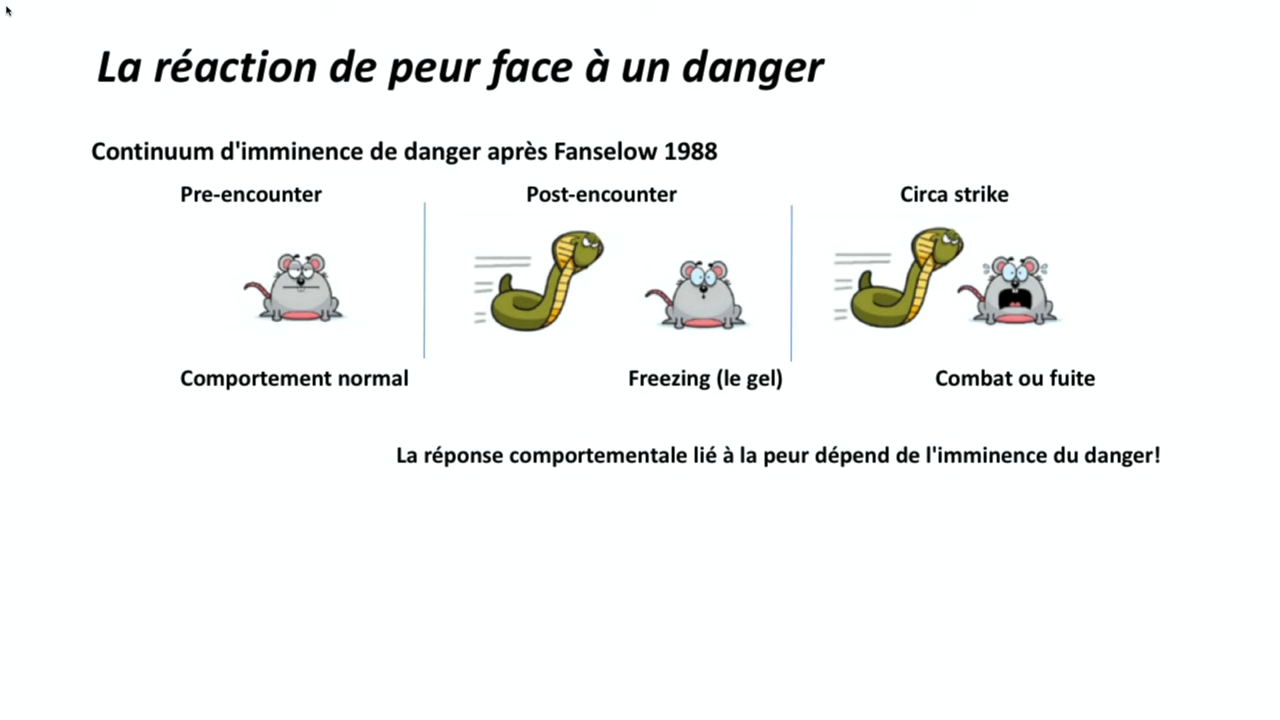 La réaction de peur face à un danger
Continuum d'imminence de danger après Fanselow 1988
Pre-encounter
Post-encounter
Circa strike
Comportement normal
Freezing (le gel)
Combat ou fuite
La réponse comportementale lié à la peur dépend de l'imminence du danger!